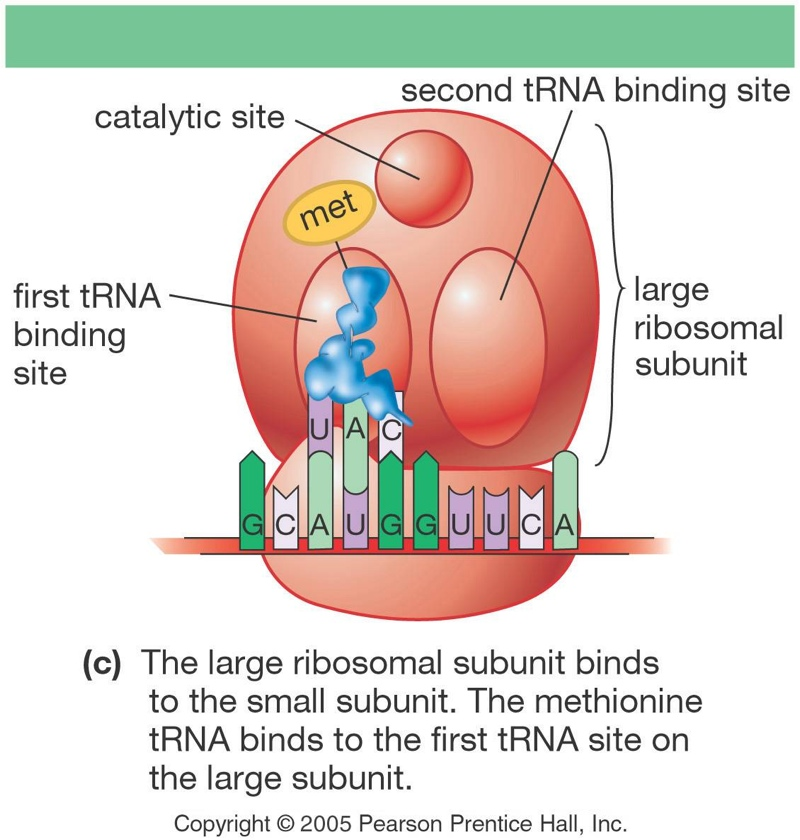 second tRNA binding site
catalytic site
met
first tRNA
binding
site
large
ribosomal
subunit
U A C
G C A U G G U U C A
(c) The large ribosomal subunit binds
to the small subunit. The methionine
tRNA binds to the first tRNA site on
the large subunit.
Copyright © 2005 Pearson Prentice Hall, Inc.